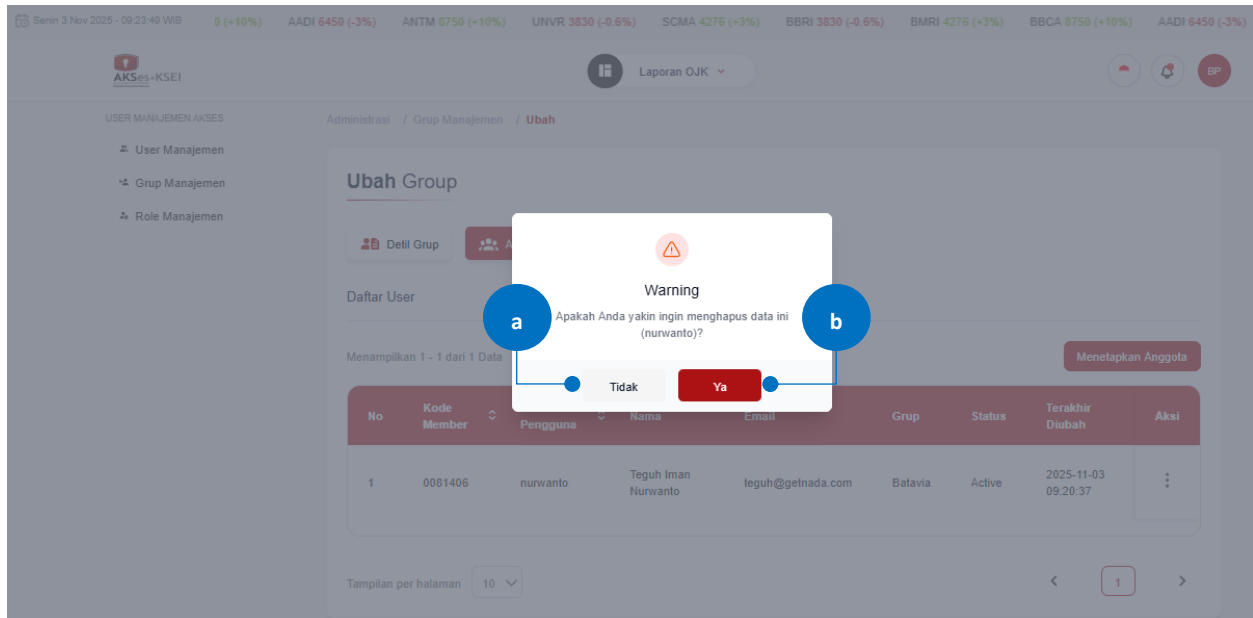 Senin 3 Nov 2025 - 09:23:49 WIB 0 (+10%) AADI 6450 (-3%) ANTM 8750 (+10%) UNVR 3830 (-0.6%) SCMA 4276 (+3%) BBRI 3830 (-0.6%) BMRI 4276 (+3%) BBCA 8750 (+10%) AADI 6450 (-3%)
AKSes-KSEI
Laporan OJK
BP
USER MANAJEMEN AKSES
User Manajemen
Grup Manajemen
Role Manajemen
Administrasi / Grup Manajemen / Ubah
Ubah Group
Detil Grup
A
Daftar User
Menampilkan 1 - 1 dari 1 Data
Menetapkan Anggota
Warning
Apakah Anda yakin ingin menghapus data ini
(nurwanto)?
Tidak Ya
a
b
No Kode Member Pengguna Nama Email Grup Status Terakhir Diubah Aksi
1 0081406 nurwanto Teguh Iman Nurwanto teguh@getnada.com Batavia Active 2025-11-03 09:20:37
Tampilan per halaman 10
1